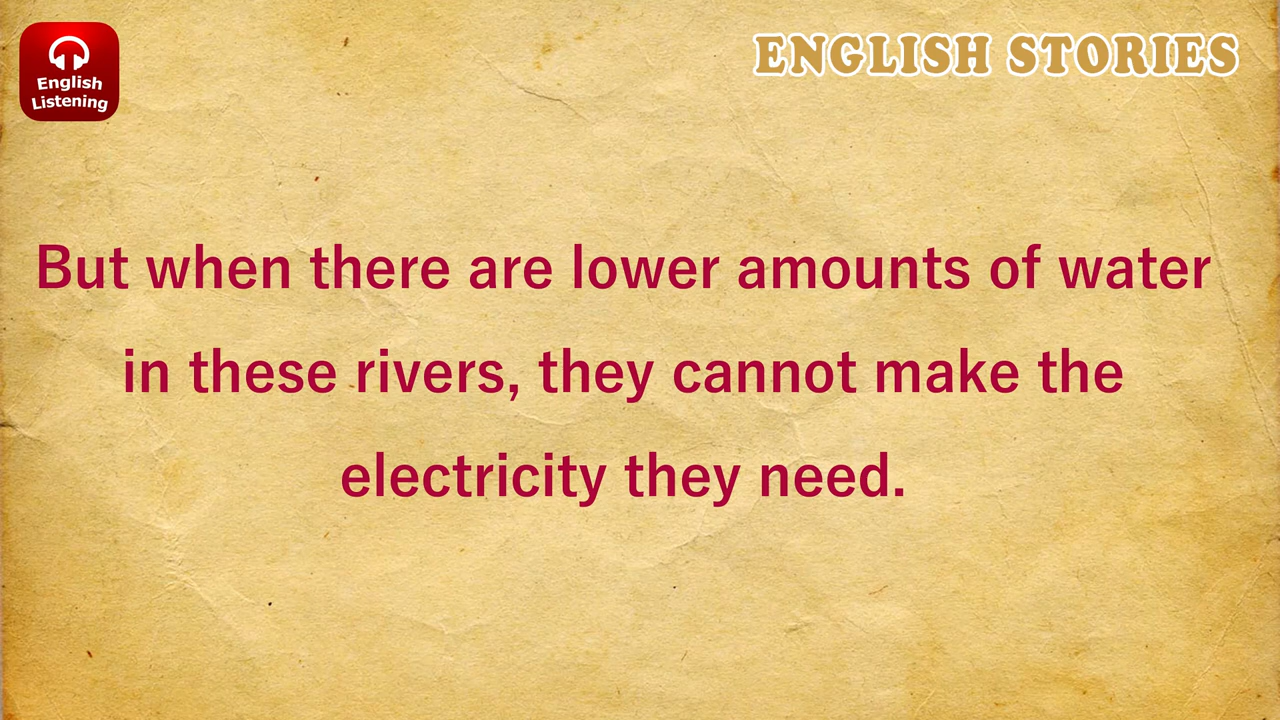 English
Listening
ENGLISH STORIES
But when there are lower amounts of water
in these rivers, they cannot make the
electricity they need.